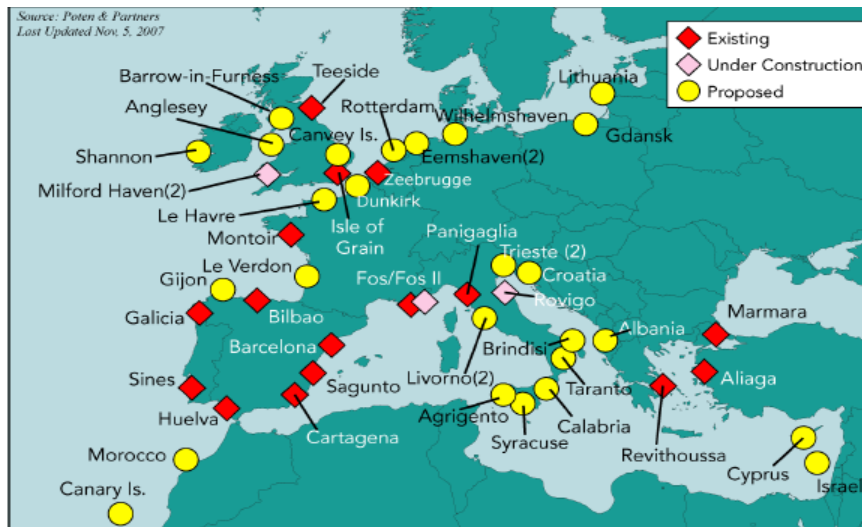 Source: Poten & Partners
Last Updated Nov. 5, 2007
Existing
Under Construction
Proposed
Barrow-in-Furness
Teeside
Lithuania
Anglesey
Rotterdam
Wilhelmshaven
Canvey Is.
Gdansk
Shannon
Eemshaven(2)
Milford Haven(2)
Zeebrugge
Dunkirk
Le Havre
Isle of
Grain
Montoir
Panigaglia
Trieste (2)
Le Verdon
Fos/Fos II
Croatia
Gijon
Rovigo
Galicia
Bilbao
Marmara
Albania
Barcelona
Brindisi
Sines
Sagunto
Livorno(2)
Taranto
Aliaga
Huelva
Agrigento
Calabria
Cartagena
Syracuse
Revithoussa
Morocco
Cyprus
Canary Is.
Israel